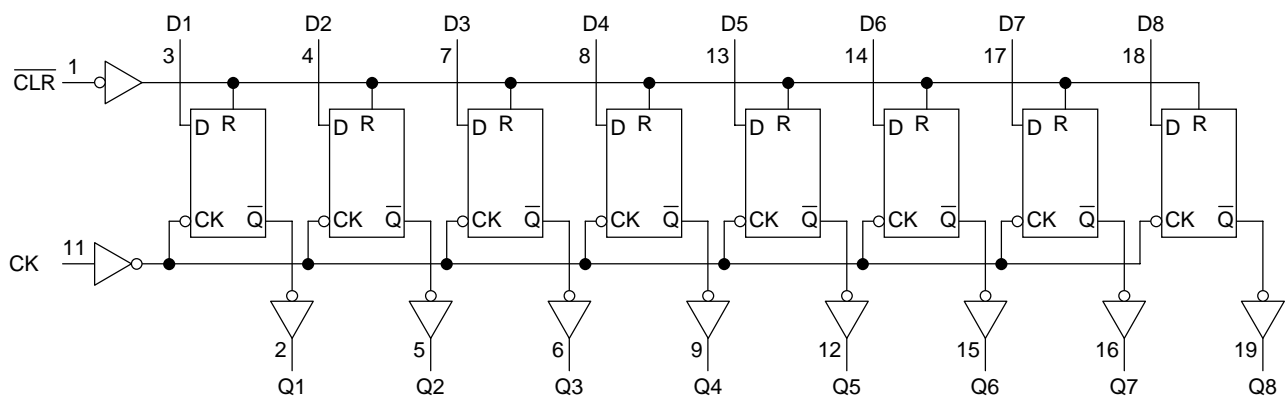 D1 D2 D3 D4 D5 D6 D7 D8
3 4 7 8 13 14 17 18
C̅L̅R̅ 1
D R D R D R D R D R D R D R D R
CK Q̅ CK Q̅ CK Q̅ CK Q̅ CK Q̅ CK Q̅ CK Q̅ CK Q̅
CK 11
2 5 6 9 12 15 16 19
Q1 Q2 Q3 Q4 Q5 Q6 Q7 Q8